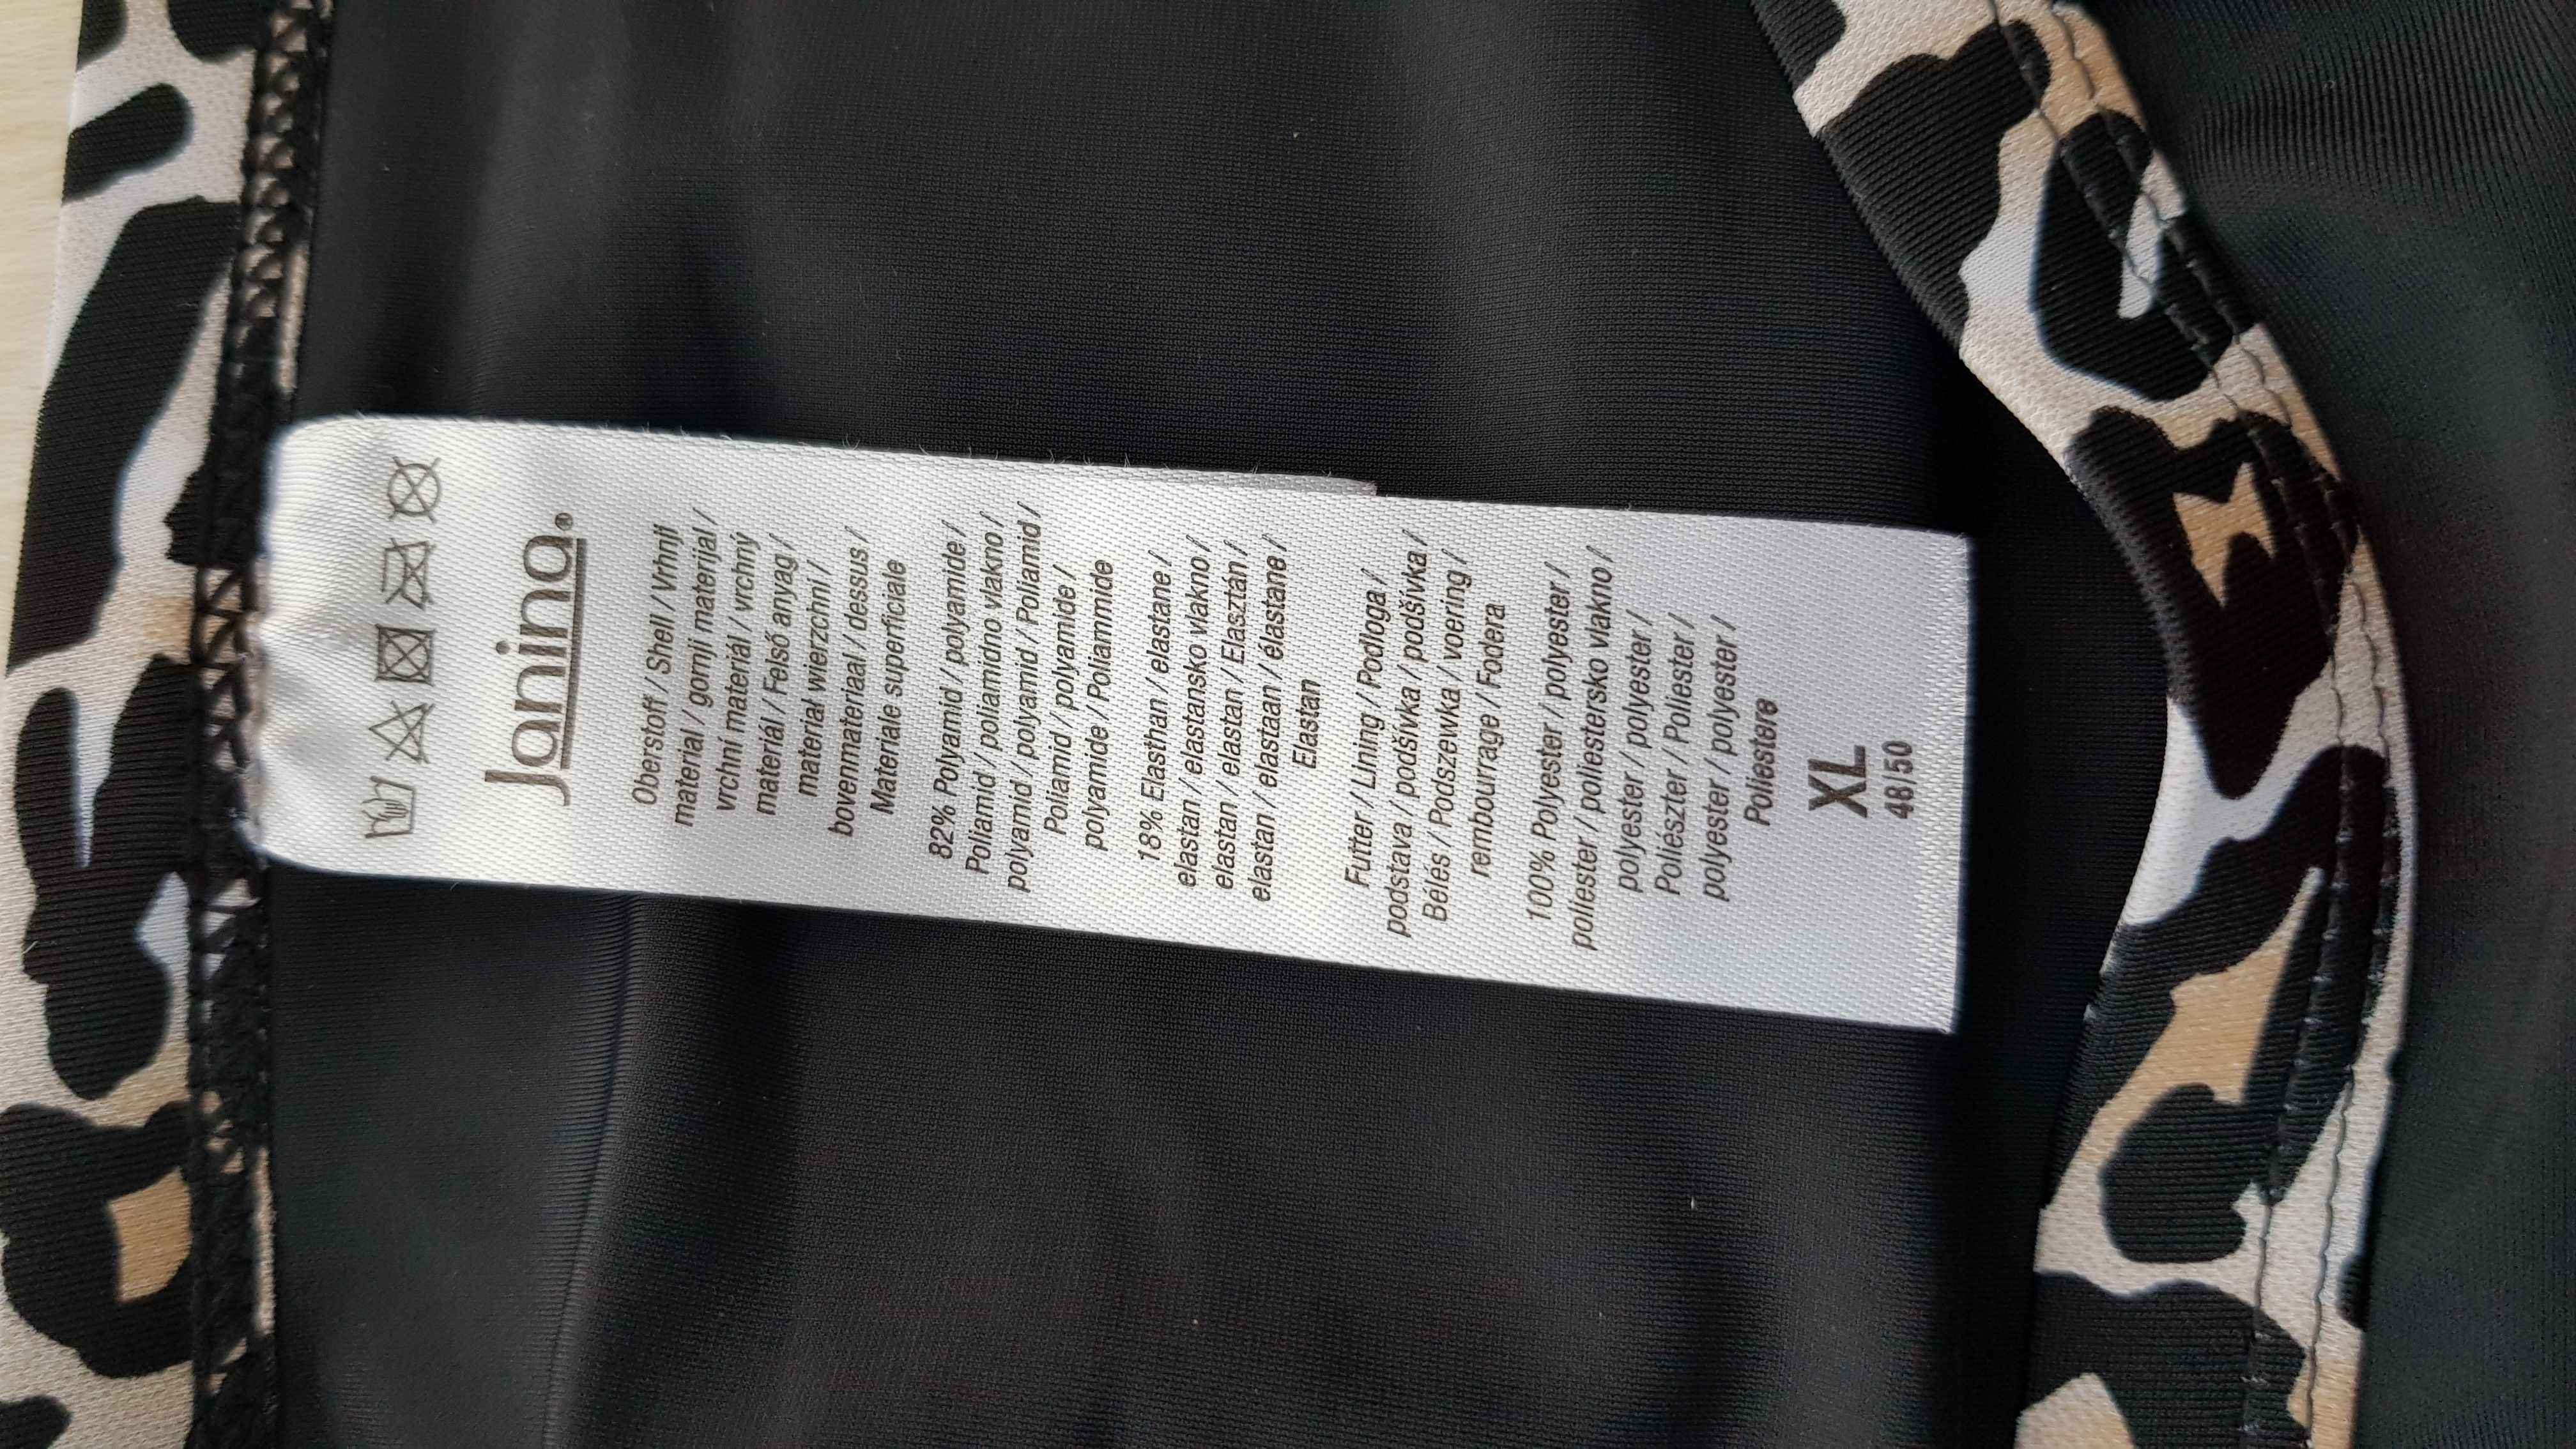 Janina®
Oberstoff / Shell / Vrhnji
material / gornji materijal /
vrchní materiál / vrchný
materiál / Felső anyag /
materiał wierzchni /
bovenmateriaal / dessus /
Materiale superficiale
82% Polyamid / polyamide /
Poliamid / poliamidno vlakno /
polyamid / polyamid / Poliamid /
Poliamid / polyamide /
polyamide / Poliammide
18% Elasthan / elastane /
elastan / elastansko vlakno /
elastan / elastan / Elasztán /
elastan / elastaan / élastane /
Elastan
Futter / Lining / Podloga /
podstava / podšívka / podšívka /
Bélés / Podszewka / voering /
rembourrage / Fodera
100% Polyester / polyester /
poliester / poliestersko vlakno /
polyester / polyester /
Poliészter / Poliester /
polyester / polyester /
Poliestere
XL
48|50